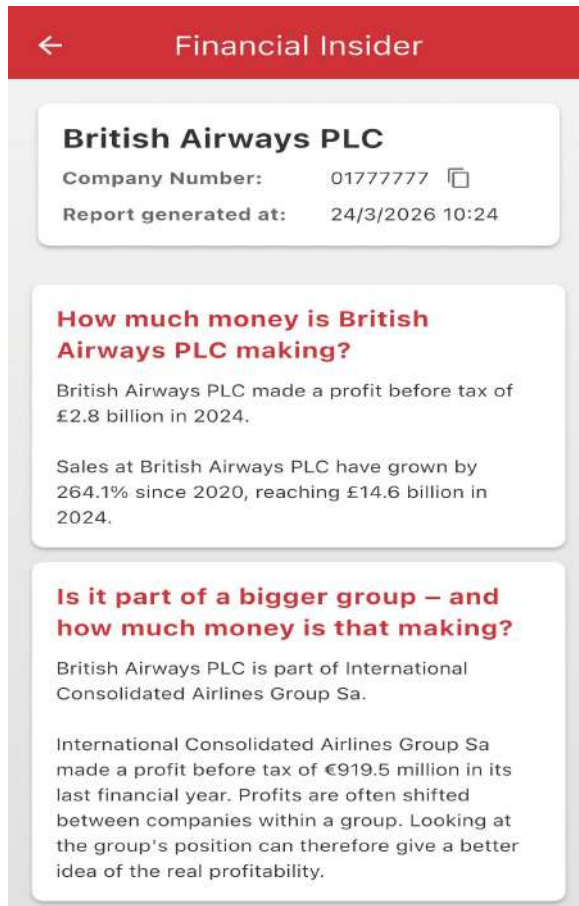 Financial Insider
British Airways PLC
Company Number: 01777777
Report generated at: 24/3/2026 10:24
How much money is British
Airways PLC making?
British Airways PLC made a profit before tax of
£2.8 billion in 2024.
Sales at British Airways PLC have grown by
264.1% since 2020, reaching £14.6 billion in
2024.
Is it part of a bigger group – and
how much money is that making?
British Airways PLC is part of International
Consolidated Airlines Group Sa.
International Consolidated Airlines Group Sa
made a profit before tax of €919.5 million in its
last financial year. Profits are often shifted
between companies within a group. Looking at
the group's position can therefore give a better
idea of the real profitability.